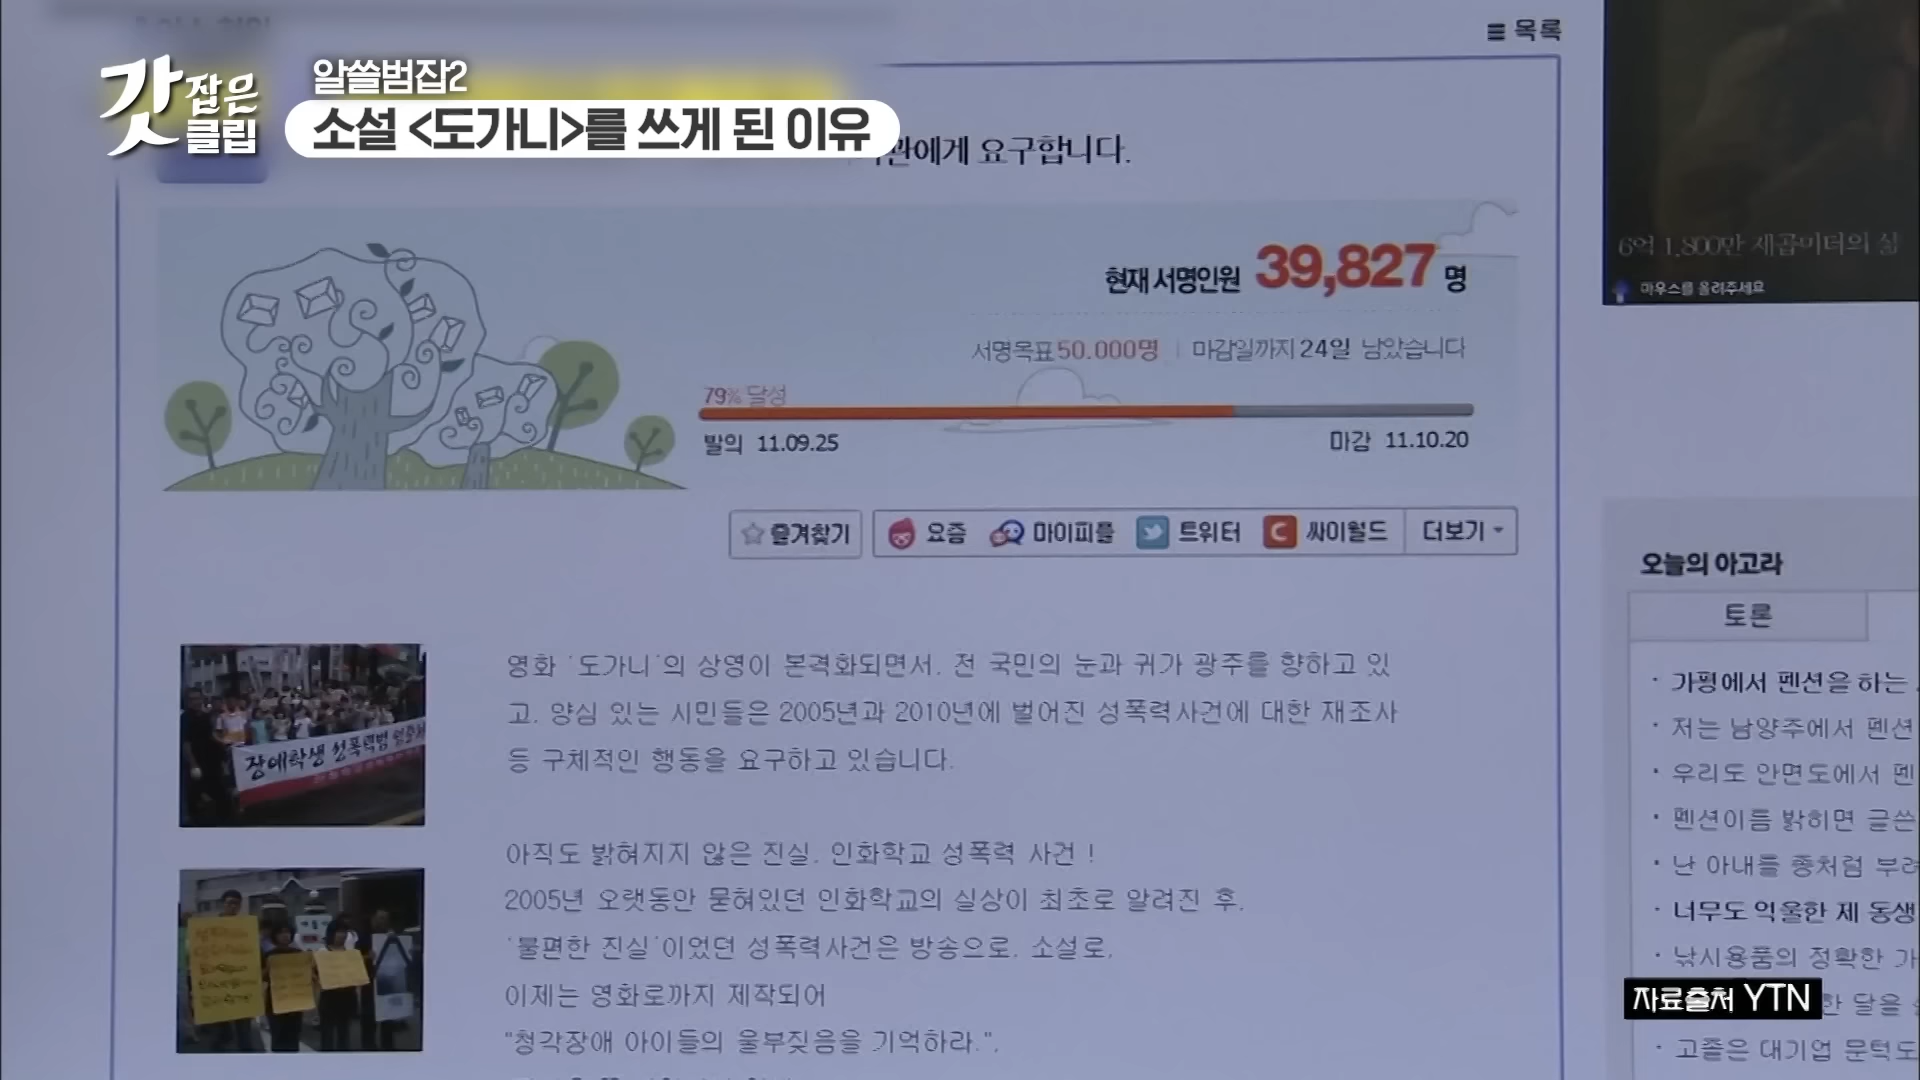 갓잡은클립
알쓸범잡2
소설 <도가니>를 쓰게 된 이유
목록
관에게 요구합니다.
현재 서명인원 39,827 명
서명목표 50,000명 | 마감일까지 24일 남았습니다
79% 달성
발의 11.09.25
마감 11.10.20
즐겨찾기
요즘 마이피플 트위터 싸이월드 더보기
영화 '도가니'의 상영이 본격화되면서, 전 국민의 눈과 귀가 광주를 향하고 있
고, 양심 있는 시민들은 2005년과 2010년에 벌어진 성폭력사건에 대한 재조사
등 구체적인 행동을 요구하고 있습니다.
장애학생 성폭력범
아직도 밝혀지지 않은 진실, 인화학교 성폭력 사건 !
2005년 오랫동안 묻혀있던 인화학교의 실상이 최초로 알려진 후,
'불편한 진실'이었던 성폭력사건은 방송으로, 소설로,
이제는 영화로까지 제작되어
"청각장애 아이들의 울부짖음을 기억하라.",
6억 1,800만 제곱미터의 삶
마우스를 올려주세요
오늘의 아고라
토론
· 가평에서 펜션을 하는
· 저는 남양주에서 펜션
· 우리도 안면도에서 펜
· 펜션이름 밝히면 글쓴
· 난 아내를 종처럼 부려
· 너무도 억울한 제 동생
· 낚시용품의 정확한 가
한 달을
· 고졸은 대기업 문턱도
자료출처 YTN